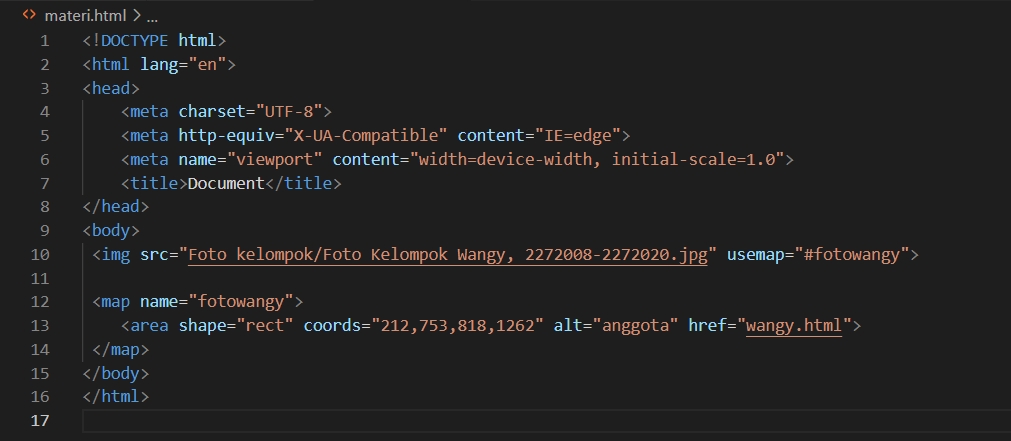 <> materi.html > ...
1 <!DOCTYPE html>
2 <html lang="en">
3 <head>
4     <meta charset="UTF-8">
5     <meta http-equiv="X-UA-Compatible" content="IE=edge">
6     <meta name="viewport" content="width=device-width, initial-scale=1.0">
7     <title>Document</title>
8 </head>
9 <body>
10  <img src="Foto kelompok/Foto Kelompok Wangy, 2272008-2272020.jpg" usemap="#fotowangy">
11
12  <map name="fotowangy">
13     <area shape="rect" coords="212,753,818,1262" alt="anggota" href="wangy.html">
14  </map>
15 </body>
16 </html>
17